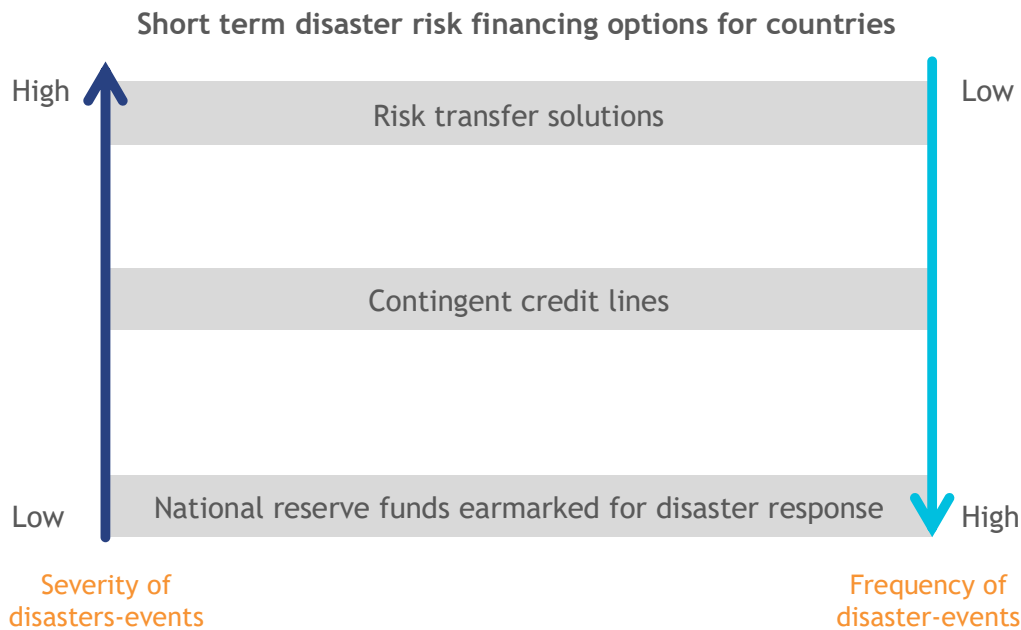 Short term disaster risk financing options for countries
High
Low
Risk transfer solutions
Contingent credit lines
National reserve funds earmarked for disaster response
Low
High
Severity of
disasters-events
Frequency of
disaster-events